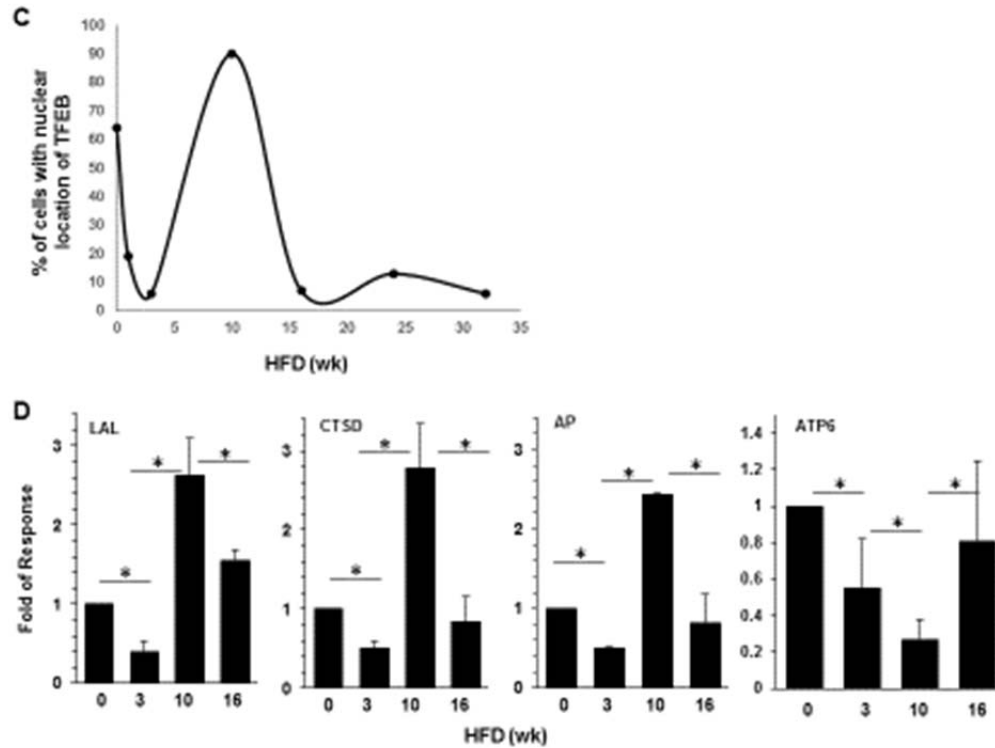 C
100
90
80
70
60
50
40
30
20
10
0
% of cells with nuclear
location of TFEB
0 5 10 15 20 25 30 35
HFD (wk)
D
LAL
Fold of Response
3
2
1
0
*
*
*
0 3 10 16
CTSD
3
2
1
0
*
*
*
0 3 10 16
AP
3
2
1
0
*
*
*
0 3 10 16
ATP6
1.4
1.2
1
0.8
0.6
0.4
0.2
0
*
*
*
0 3 10 16
HFD (wk)